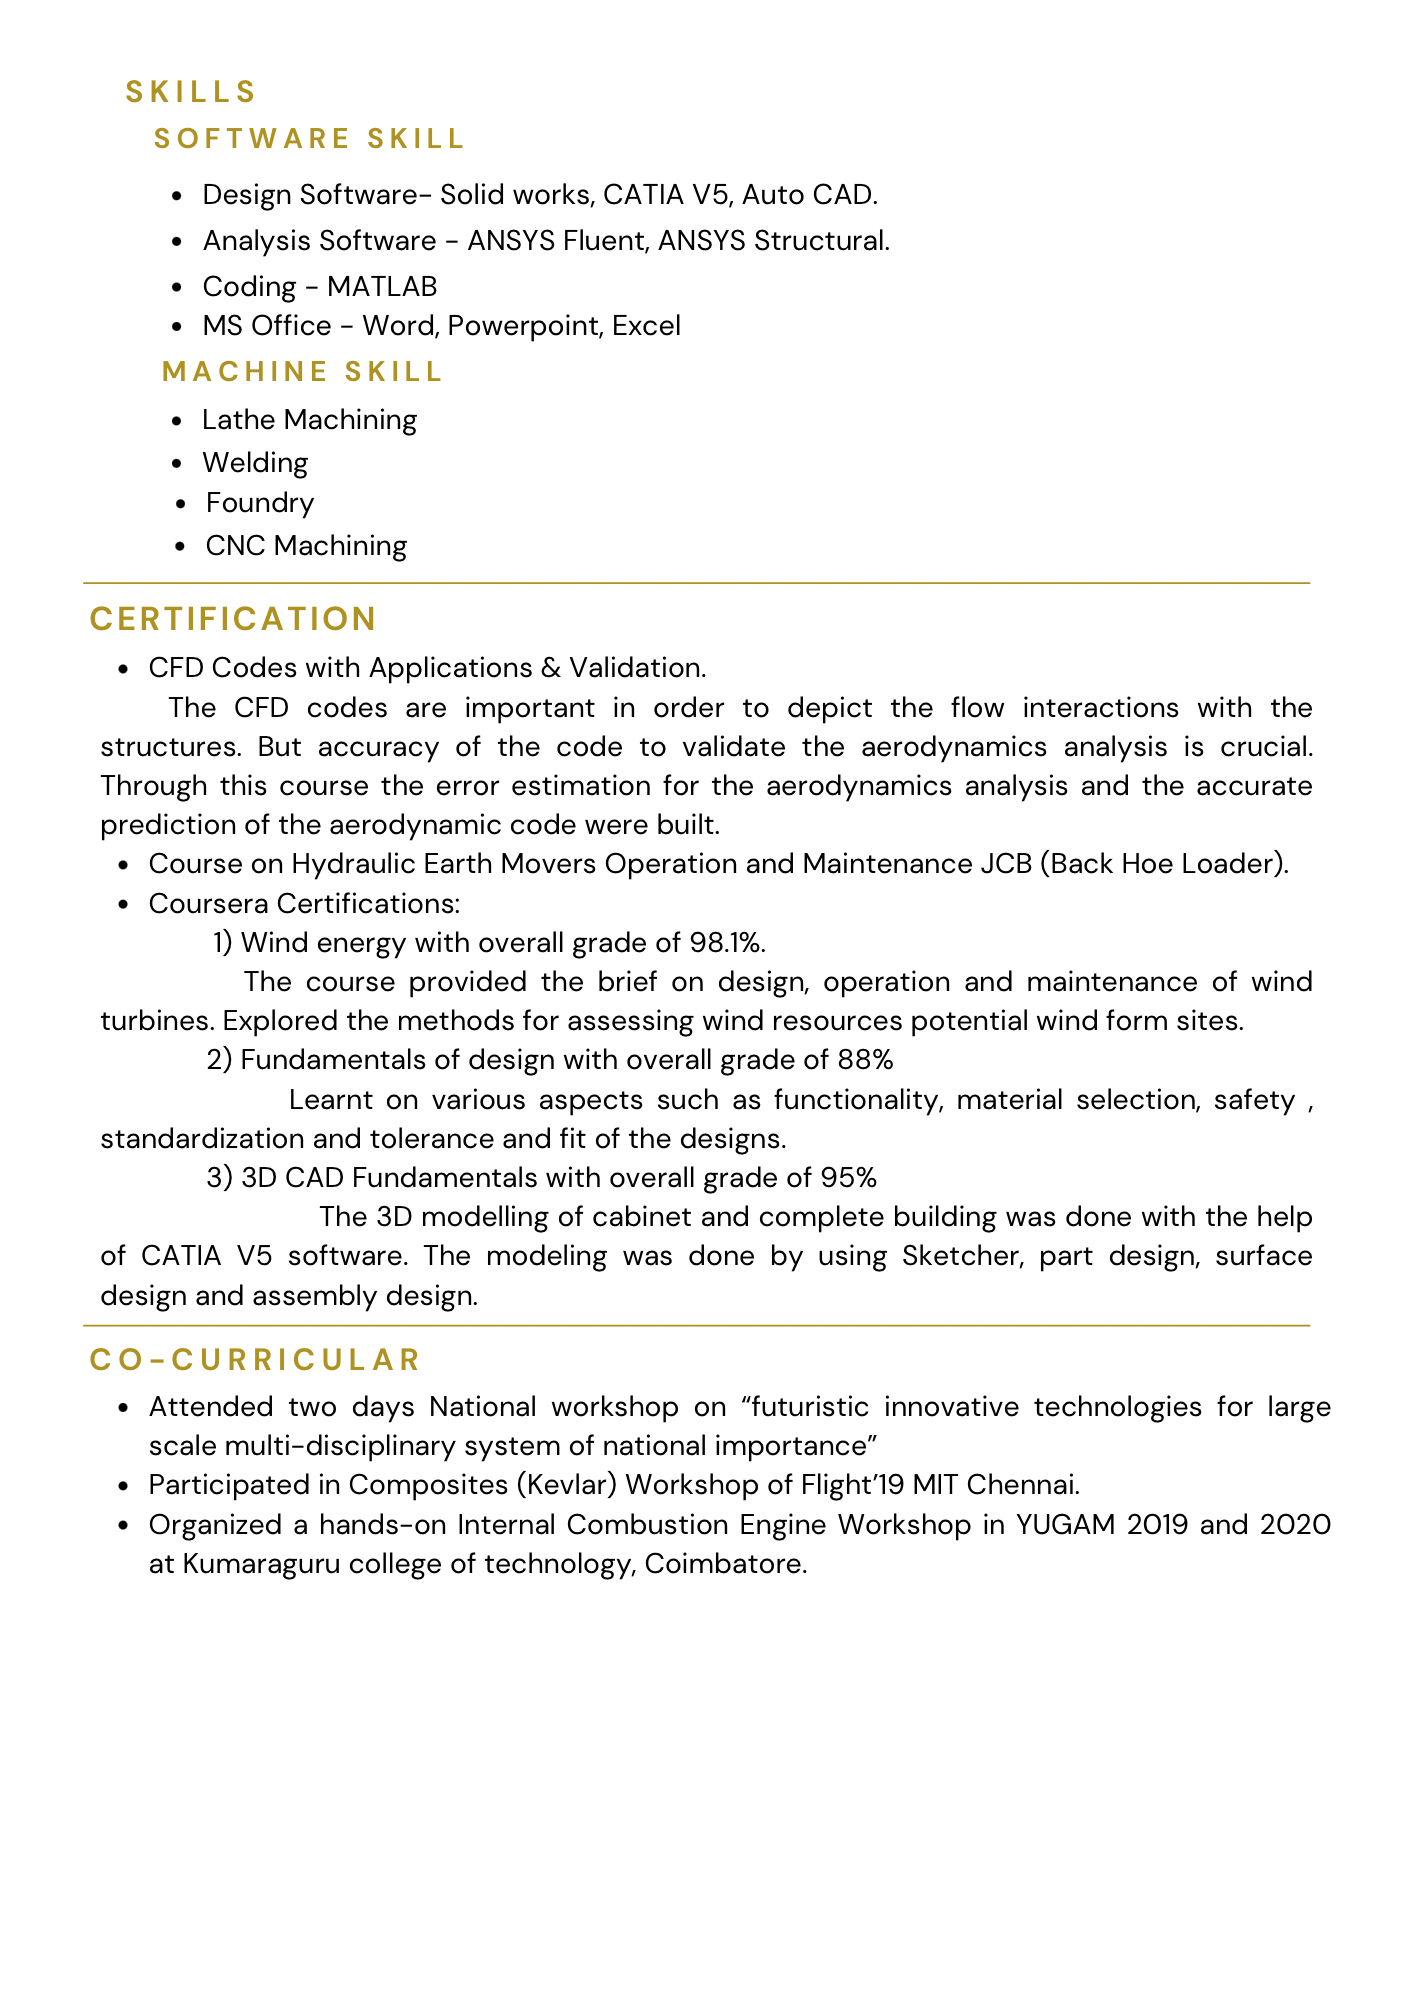 SKILLS
SOFTWARE SKILL
• Design Software- Solid works, CATIA V5, Auto CAD.
• Analysis Software - ANSYS Fluent, ANSYS Structural.
• Coding - MATLAB
• MS Office - Word, Powerpoint, Excel
MACHINE SKILL
• Lathe Machining
• Welding
• Foundry
• CNC Machining
CERTIFICATION
• CFD Codes with Applications & Validation.
The CFD codes are important in order to depict the flow interactions with the
structures. But accuracy of the code to validate the aerodynamics analysis is crucial.
Through this course the error estimation for the aerodynamics analysis and the accurate
prediction of the aerodynamic code were built.
• Course on Hydraulic Earth Movers Operation and Maintenance JCB (Back Hoe Loader).
• Coursera Certifications:
1) Wind energy with overall grade of 98.1%.
The course provided the brief on design, operation and maintenance of wind
turbines. Explored the methods for assessing wind resources potential wind form sites.
2) Fundamentals of design with overall grade of 88%
Learnt on various aspects such as functionality, material selection, safety ,
standardization and tolerance and fit of the designs.
3) 3D CAD Fundamentals with overall grade of 95%
The 3D modelling of cabinet and complete building was done with the help
of CATIA V5 software. The modeling was done by using Sketcher, part design, surface
design and assembly design.
CO-CURRICULAR
• Attended two days National workshop on “futuristic innovative technologies for large
scale multi-disciplinary system of national importance”
• Participated in Composites (Kevlar) Workshop of Flight’19 MIT Chennai.
• Organized a hands-on Internal Combustion Engine Workshop in YUGAM 2019 and 2020
at Kumaraguru college of technology, Coimbatore.